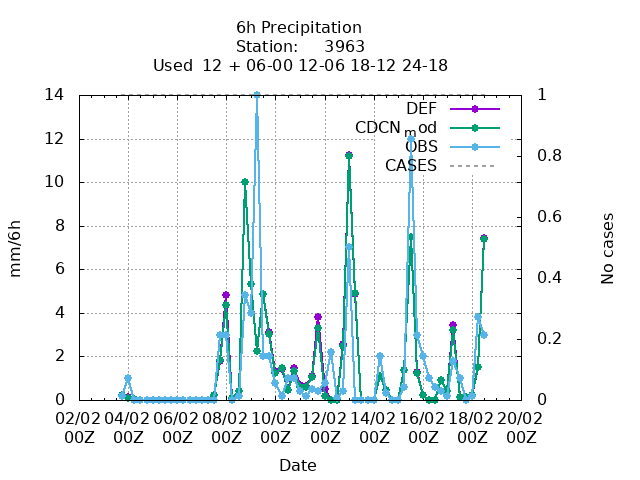 6h Precipitation
Station: 3963
Used 12 + 06-00 12-06 18-12 24-18
14 1
DEF
12 CDCNmod
OBS 0.8
10 CASES
8 0.6
mm/6h No cases
6 0.4
4
0.2
2
0 0
02/02 04/02 06/02 08/02 10/02 12/02 14/02 16/02 18/02 20/02
00Z 00Z 00Z 00Z 00Z 00Z 00Z 00Z 00Z 00Z
Date